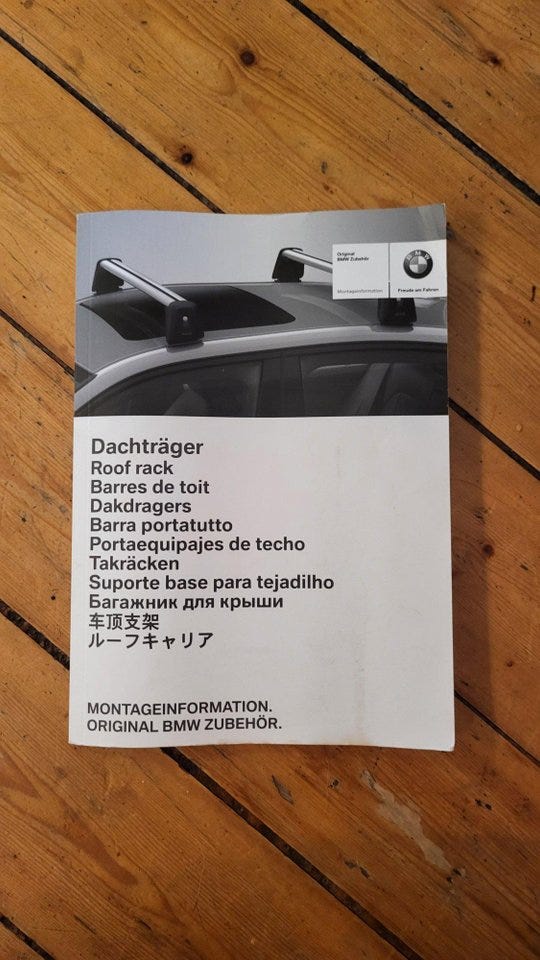 Original
BMW Zubehör
Montageinformation
BMW
Freude am Fahren
Dachträger
Roof rack
Barres de toit
Dakdragers
Barra portatutto
Portaequipajes de techo
Takräcken
Suporte base para tejadilho
Багажник для крыши
车顶支架
ルーフキャリア
MONTAGEINFORMATION.
ORIGINAL BMW ZUBEHÖR.